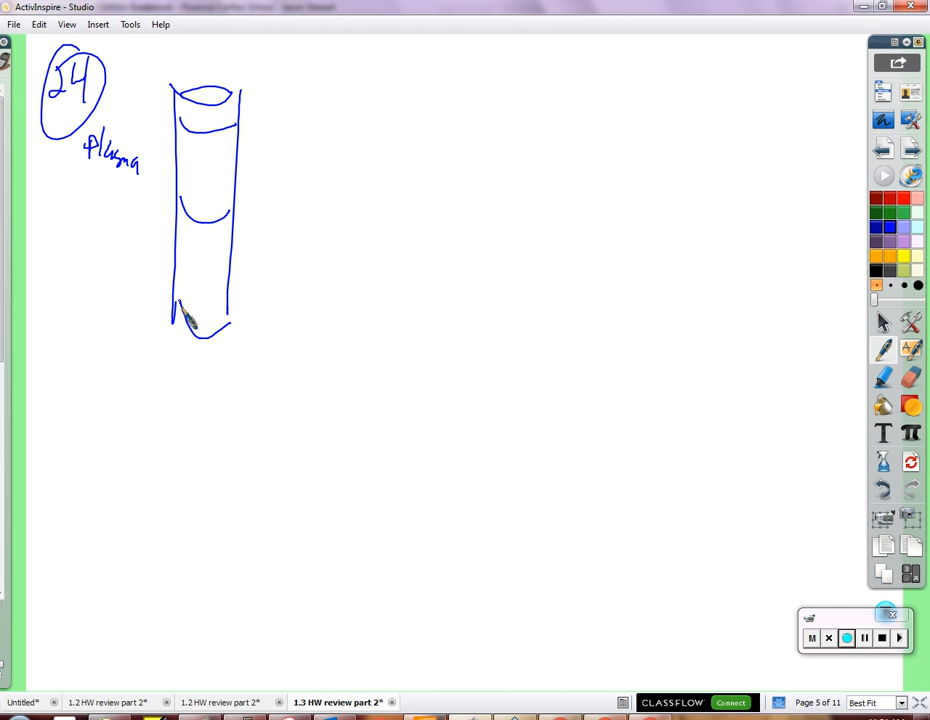 ActivInspire - Studio
File Edit View Insert Tools Help
24
plasma
Untitled* 1.2 HW review part 2* 1.2 HW review part 2* 1.3 HW review part 2* CLASSFLOW Connect Page 5 of 11 Best Fit